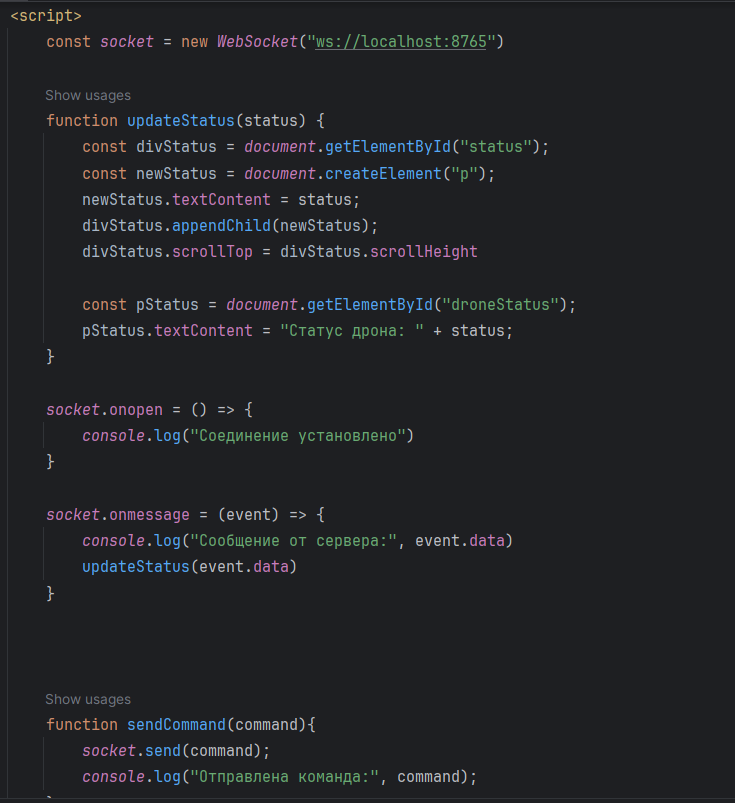 <script>
const socket = new WebSocket("ws://localhost:8765")
Show usages
function updateStatus(status) {
const divStatus = document.getElementById("status");
const newStatus = document.createElement("p");
newStatus.textContent = status;
divStatus.appendChild(newStatus);
divStatus.scrollTop = divStatus.scrollHeight
const pStatus = document.getElementById("droneStatus");
pStatus.textContent = "Статус дрона: " + status;
}
socket.onopen = () => {
console.log("Соединение установлено")
}
socket.onmessage = (event) => {
console.log("Сообщение от сервера:", event.data)
updateStatus(event.data)
}
Show usages
function sendCommand(command){
socket.send(command);
console.log("Отправлена команда:", command);